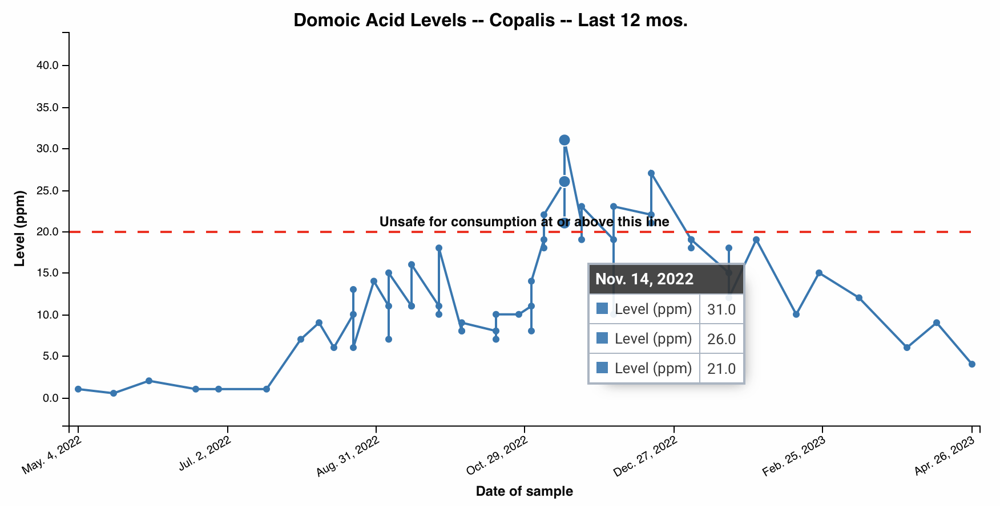 Domoic Acid Levels -- Copalis -- Last 12 mos.
40.0
35.0
30.0
25.0
20.0
15.0
10.0
5.0
0.0
Level (ppm)
Unsafe for consumption at or above this line
Nov. 14, 2022
Level (ppm) 31.0
Level (ppm) 26.0
Level (ppm) 21.0
May. 4, 2022
Jul. 2, 2022
Aug. 31, 2022
Oct. 29, 2022
Dec. 27, 2022
Feb. 25, 2023
Apr. 26, 2023
Date of sample